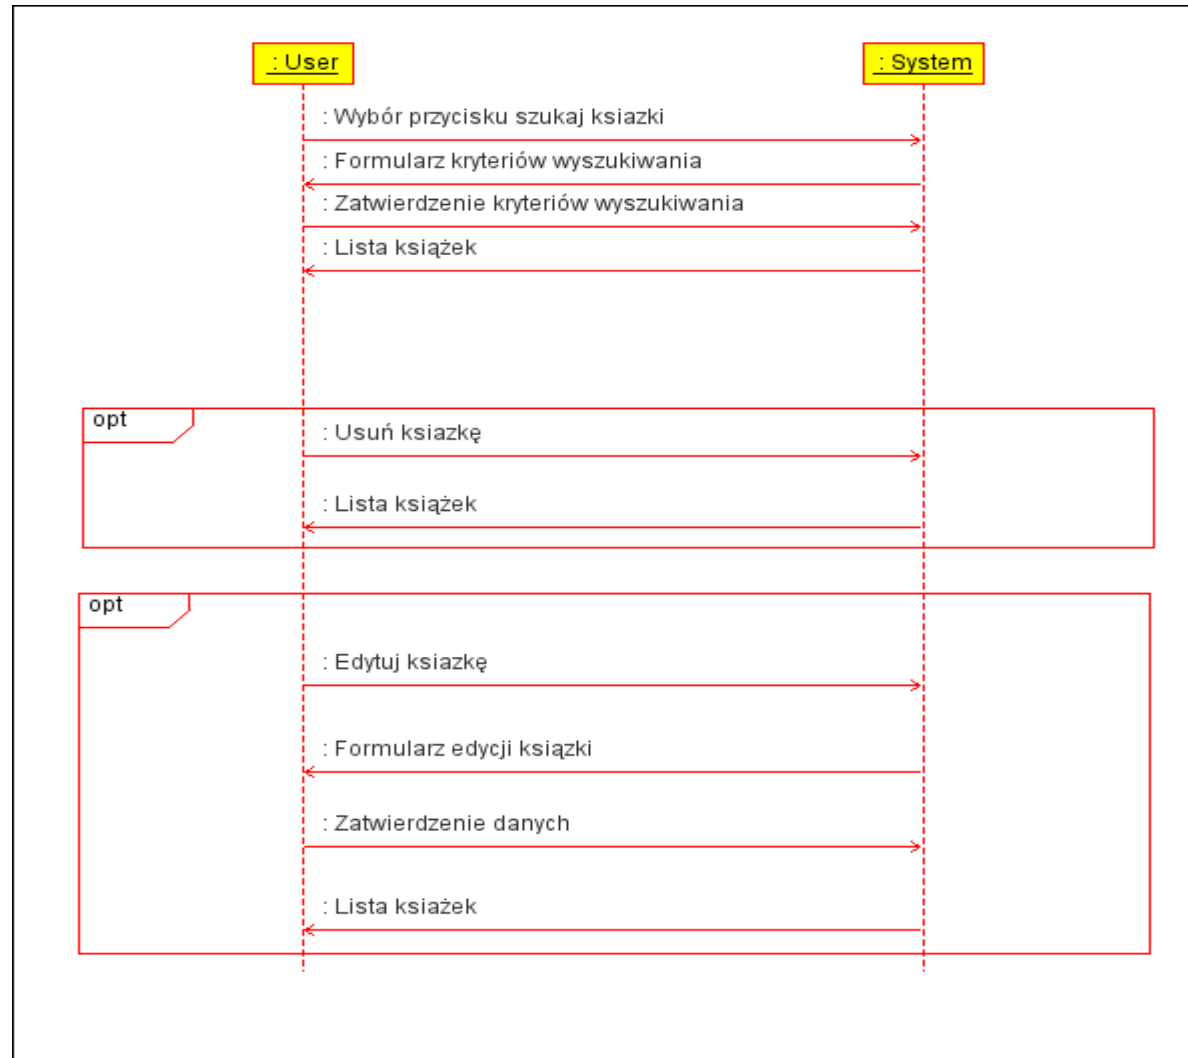 : User
: System
: Wybór przycisku szukaj ksiazki
: Formularz kryteriów wyszukiwania
: Zatwierdzenie kryteriów wyszukiwania
: Lista książek
opt
: Usuń ksiazkę
: Lista książek
opt
: Edytuj ksiazkę
: Formularz edycji ksiązki
: Zatwierdzenie danych
: Lista ksiażek